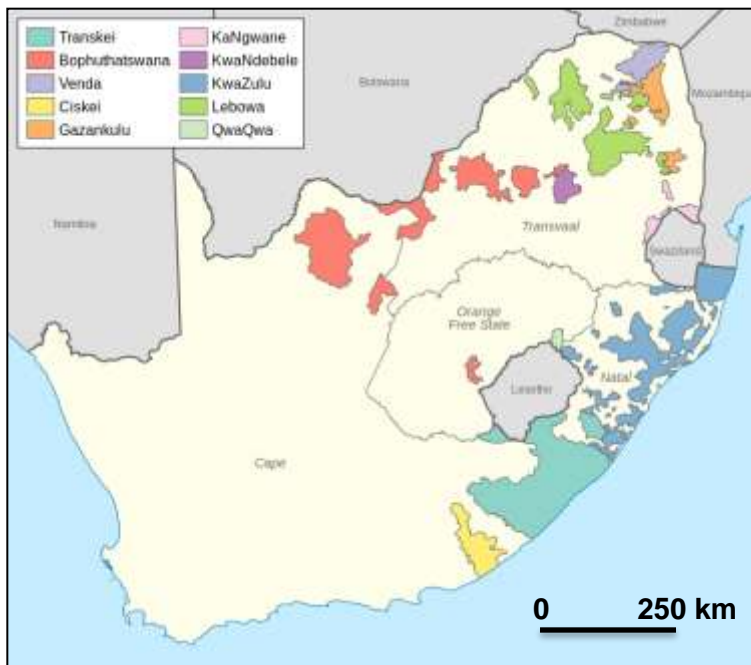 Transkei
Bophuthatswana
Venda
Ciskei
Gazankulu
KaNgwane
KwaNdebele
KwaZulu
Lebowa
QwaQwa
Zimbabwe
Botswana
Mozambique
Namibia
Transvaal
Swaziland
Orange
Free State
Natal
Lesotho
Cape
0 250 km